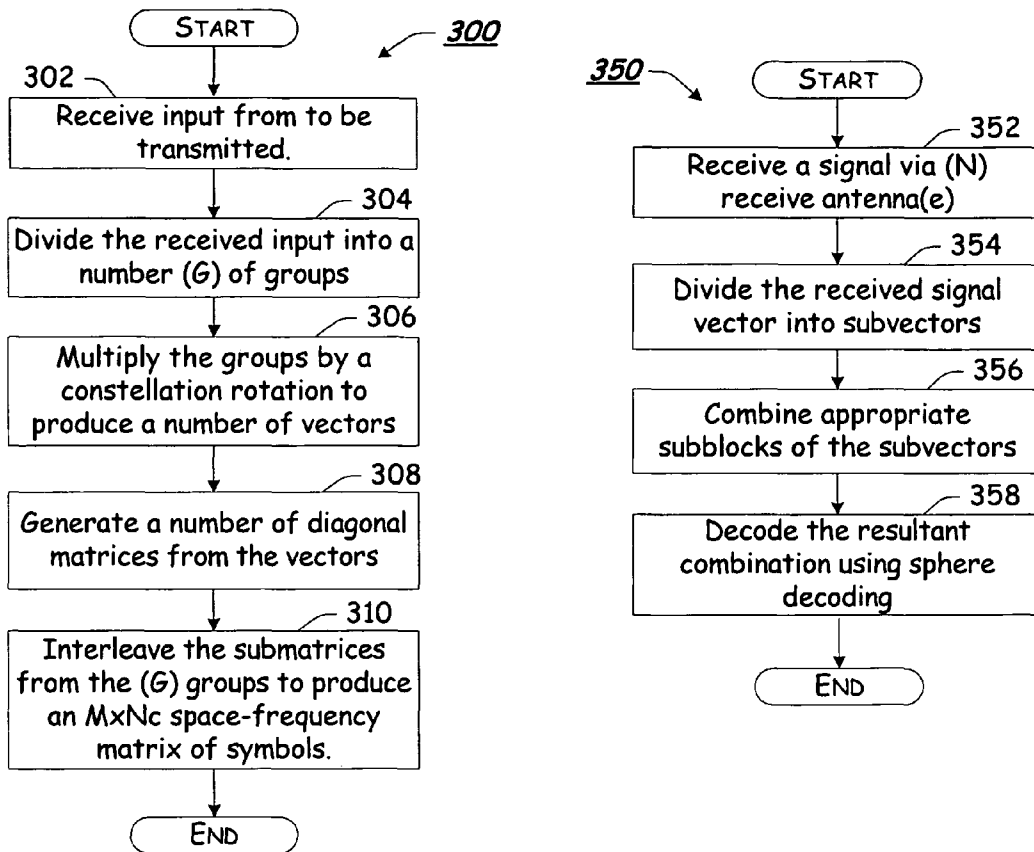 START
300
302
Receive input from to be
transmitted.
304
Divide the received input into a
number (G) of groups
306
Multiply the groups by a
constellation rotation to
produce a number of vectors
308
Generate a number of diagonal
matrices from the vectors
310
Interleave the submatrices
from the (G) groups to produce
an MxNc space-frequency
matrix of symbols.
END
350
START
352
Receive a signal via (N)
receive antenna(e)
354
Divide the received signal
vector into subvectors
356
Combine appropriate
subblocks of the subvectors
358
Decode the resultant
combination using sphere
decoding
END